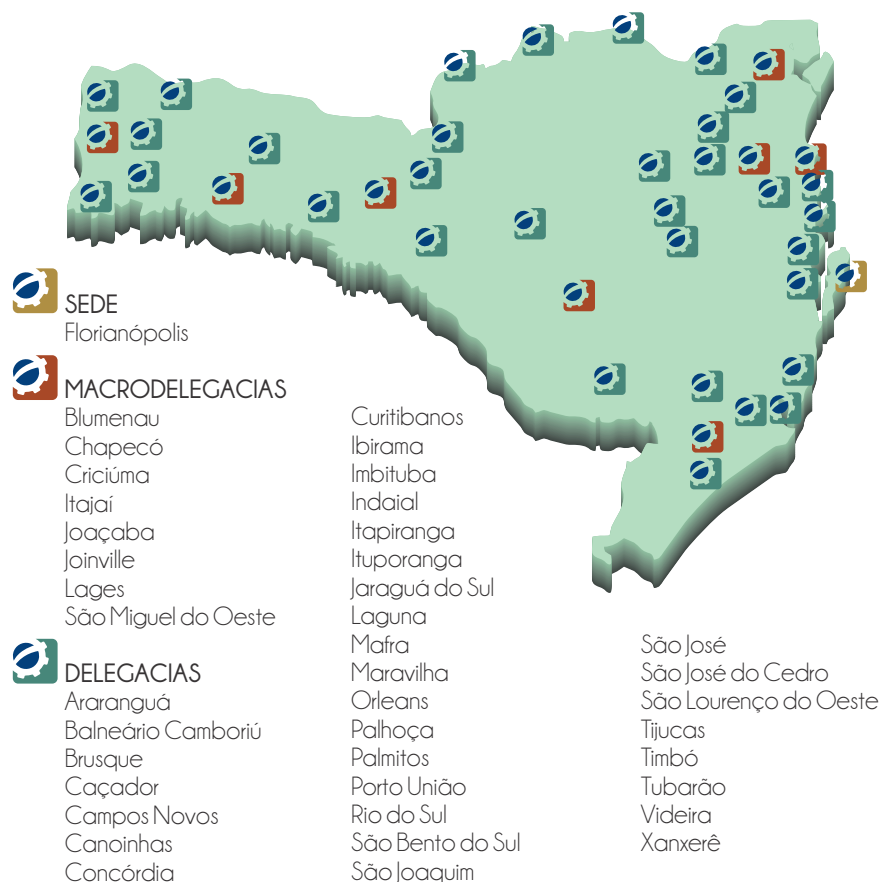 SEDE
Florianópolis
MACRODELEGACIAS
Blumenau
Chapecó
Criciúma
Itajaí
Joaçaba
Joinville
Lages
São Miguel do Oeste
DELEGACIAS
Araranguá
Balneário Camboriú
Brusque
Caçador
Campos Novos
Canoinhas
Concórdia
Curitibanos
Ibirama
Imbituba
Indaial
Itapiranga
Ituporanga
Jaraguá do Sul
Laguna
Mafra
Maravilha
Orleans
Palhoça
Palmitos
Porto União
Rio do Sul
São Bento do Sul
São Joaquim
São José
São José do Cedro
São Lourenço do Oeste
Tijucas
Timbó
Tubarão
Videira
Xanxerê